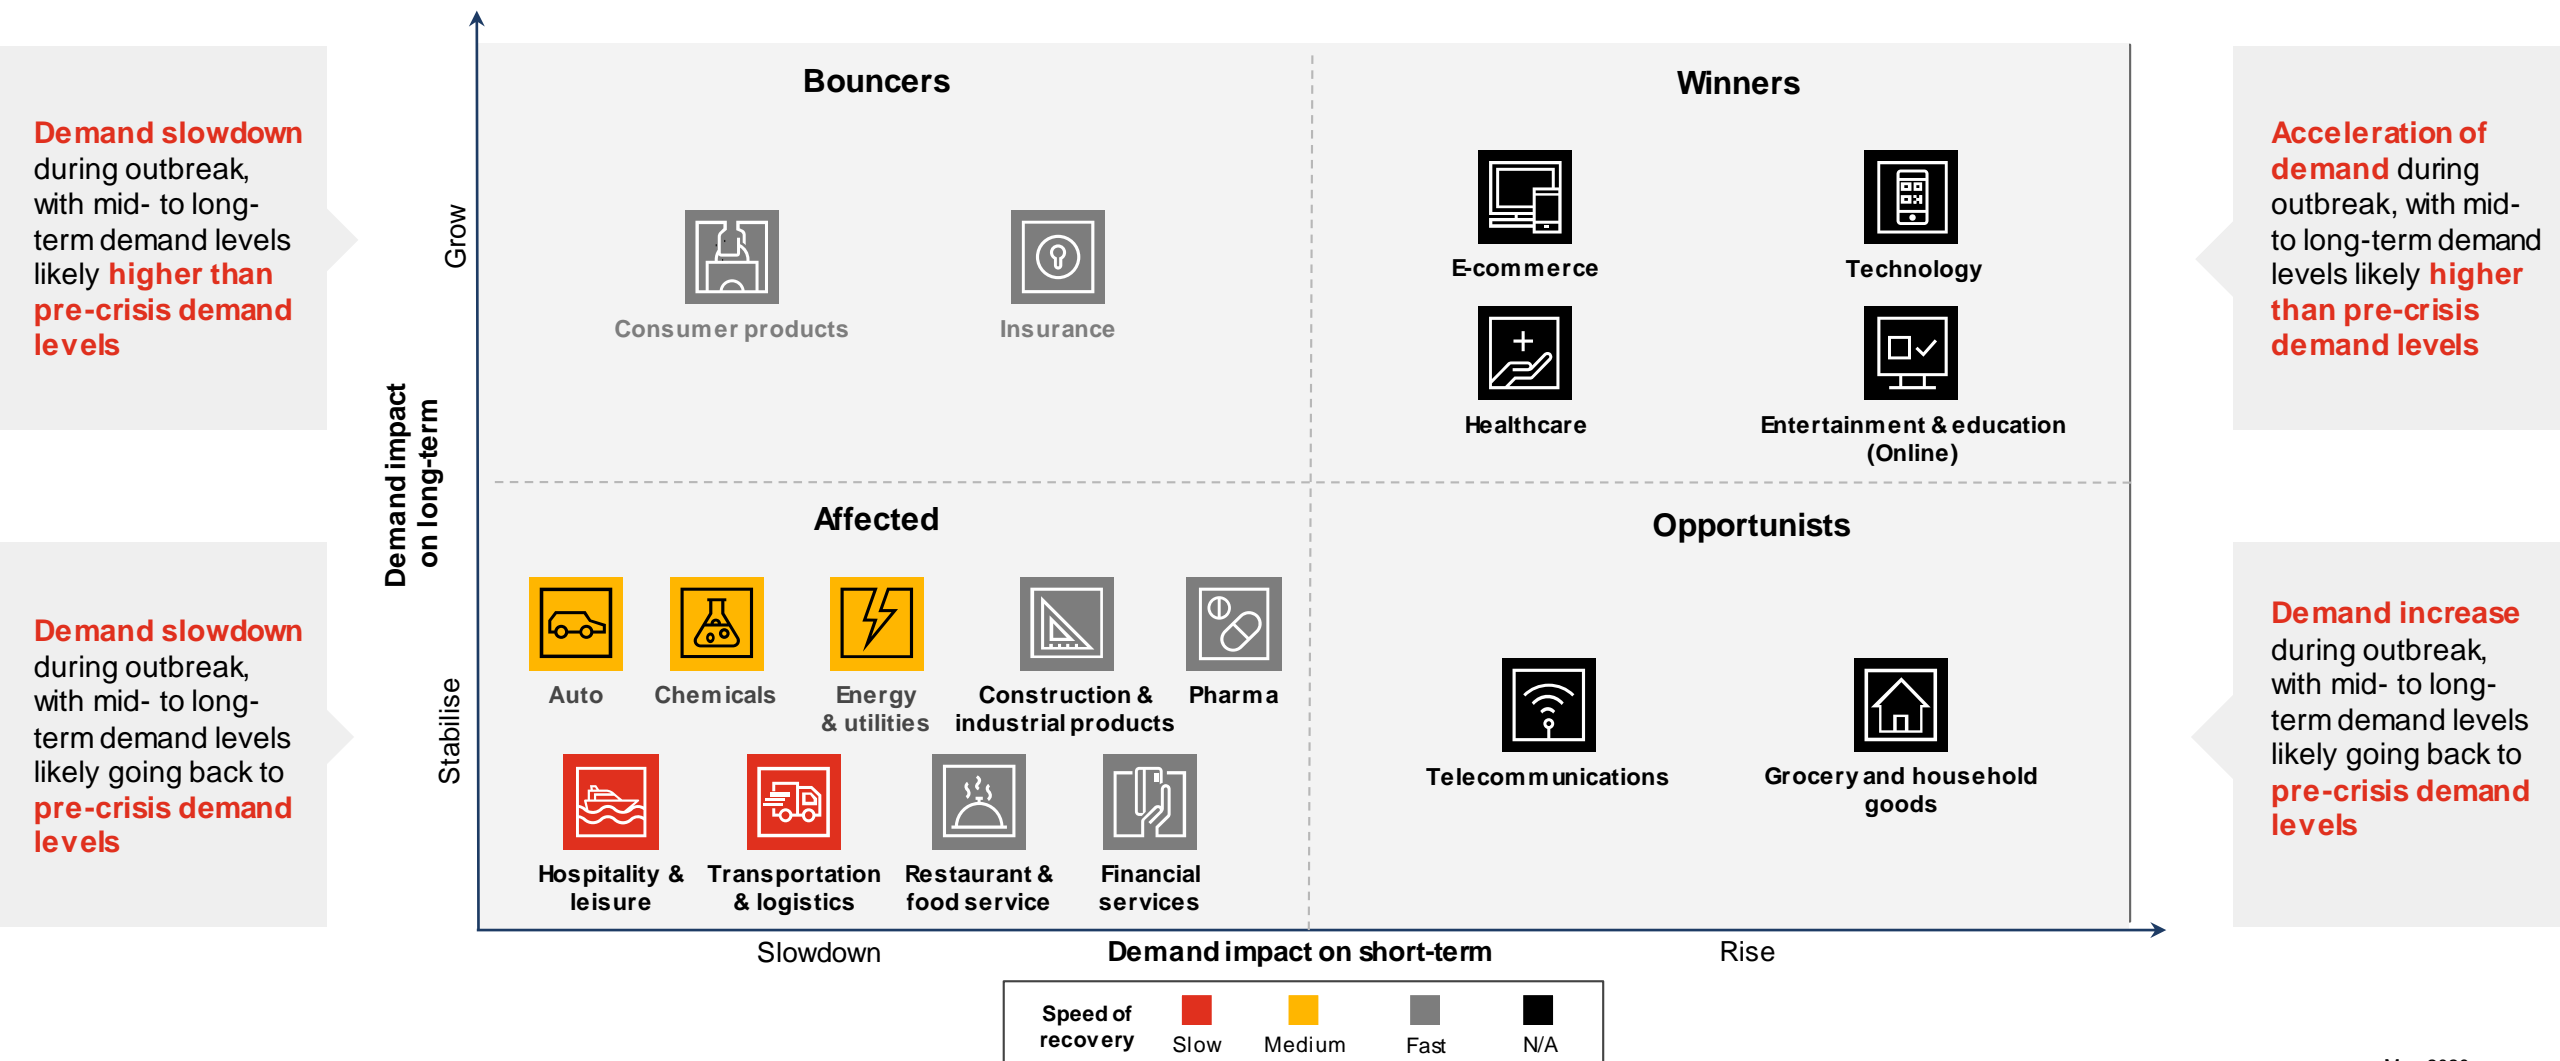 Bouncers
Winners
Demand slowdown
during outbreak,
with mid- to long-
term demand levels
likely higher than
pre-crisis demand
levels
Acceleration of
demand during
outbreak, with mid-
to long-term demand
levels likely higher
than pre-crisis
demand levels
Grow
Consumer products
Insurance
E-commerce
Technology
Healthcare
Entertainment & education
(Online)
Demand impact
on long-term
Affected
Opportunists
Demand slowdown
during outbreak,
with mid- to long-
term demand levels
likely going back to
pre-crisis demand
levels
Demand increase
during outbreak,
with mid- to long-
term demand levels
likely going back to
pre-crisis demand
levels
Stabilise
Auto
Chemicals
Energy
& utilities
Construction &
industrial products
Pharma
Telecommunications
Grocery and household
goods
Hospitality &
leisure
Transportation
& logistics
Restaurant &
food service
Financial
services
Slowdown
Demand impact on short-term
Rise
Speed of
recovery
Slow
Medium
Fast
N/A